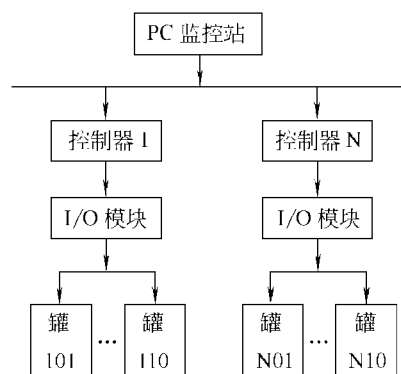 PC 监控站
控制器 1
控制器 N
I/O 模块
I/O 模块
罐 … 罐
101 110
罐 … 罐
N01 N10